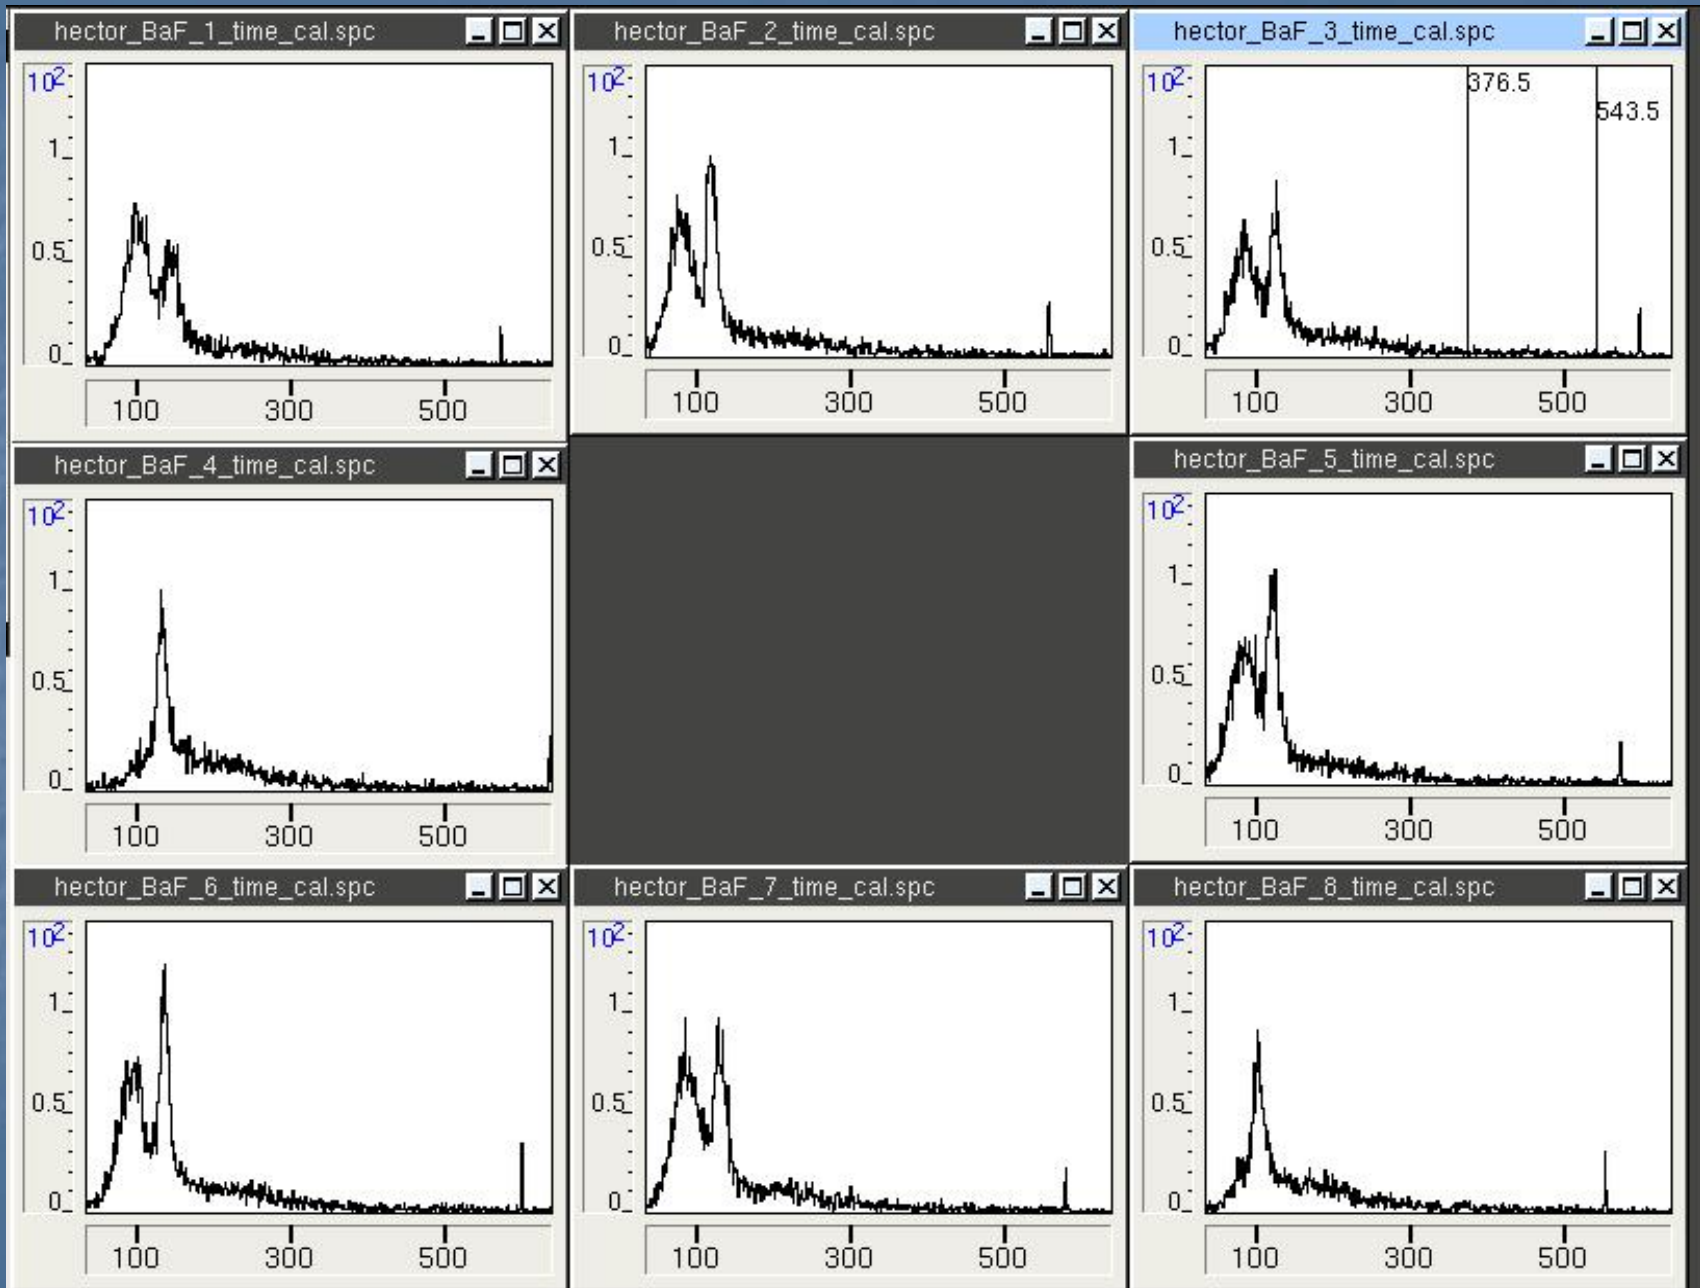 hector_BaF_1_time_cal.spc
10²
1
0.5
0
100 300 500
hector_BaF_2_time_cal.spc
10²
1
0.5
0
100 300 500
hector_BaF_3_time_cal.spc
10²
376.5
543.5
1
0.5
0
100 300 500
hector_BaF_4_time_cal.spc
10²
1
0.5
0
100 300 500
hector_BaF_5_time_cal.spc
10²
1
0.5
0
100 300 500
hector_BaF_6_time_cal.spc
10²
1
0.5
0
100 300 500
hector_BaF_7_time_cal.spc
10²
1
0.5
0
100 300 500
hector_BaF_8_time_cal.spc
10²
1
0.5
0
100 300 500